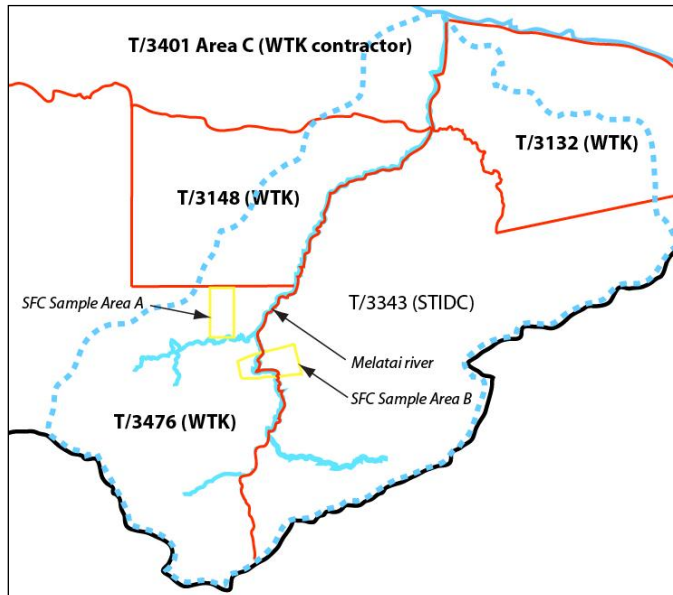 T/3401 Area C (WTK contractor)
T/3132 (WTK)
T/3148 (WTK)
SFC Sample Area A
T/3343 (STIDC)
Melatai river
SFC Sample Area B
T/3476 (WTK)